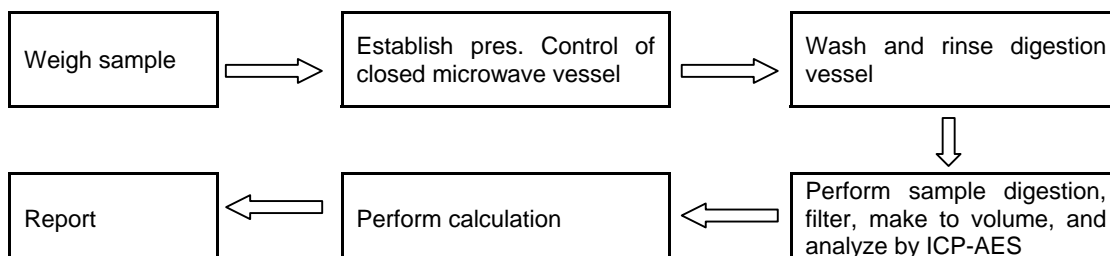 Weigh sample
Establish pres. Control of
closed microwave vessel
Wash and rinse digestion
vessel
Perform sample digestion,
filter, make to volume, and
analyze by ICP-AES
Perform calculation
Report